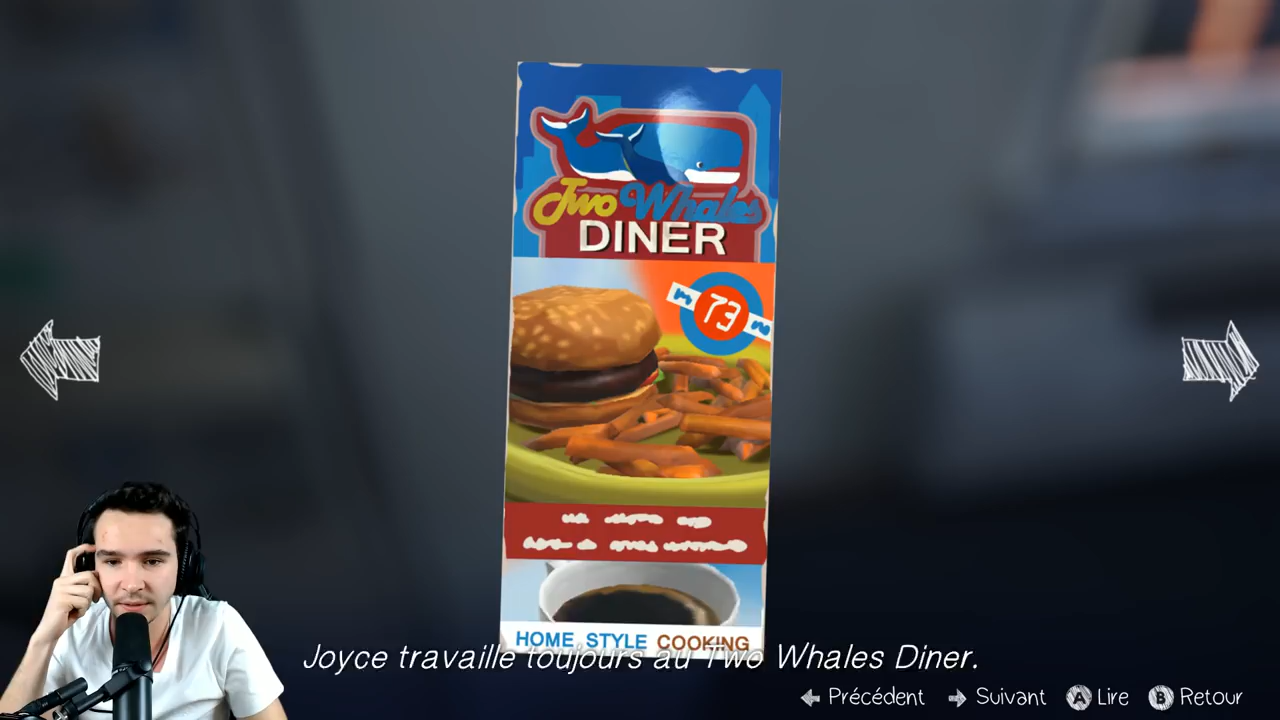 Two Whales
DINER
73
HOME STYLE COOKING
Joyce travaille toujours au Two Whales Diner.
Précédent Suivant A Lire B Retour